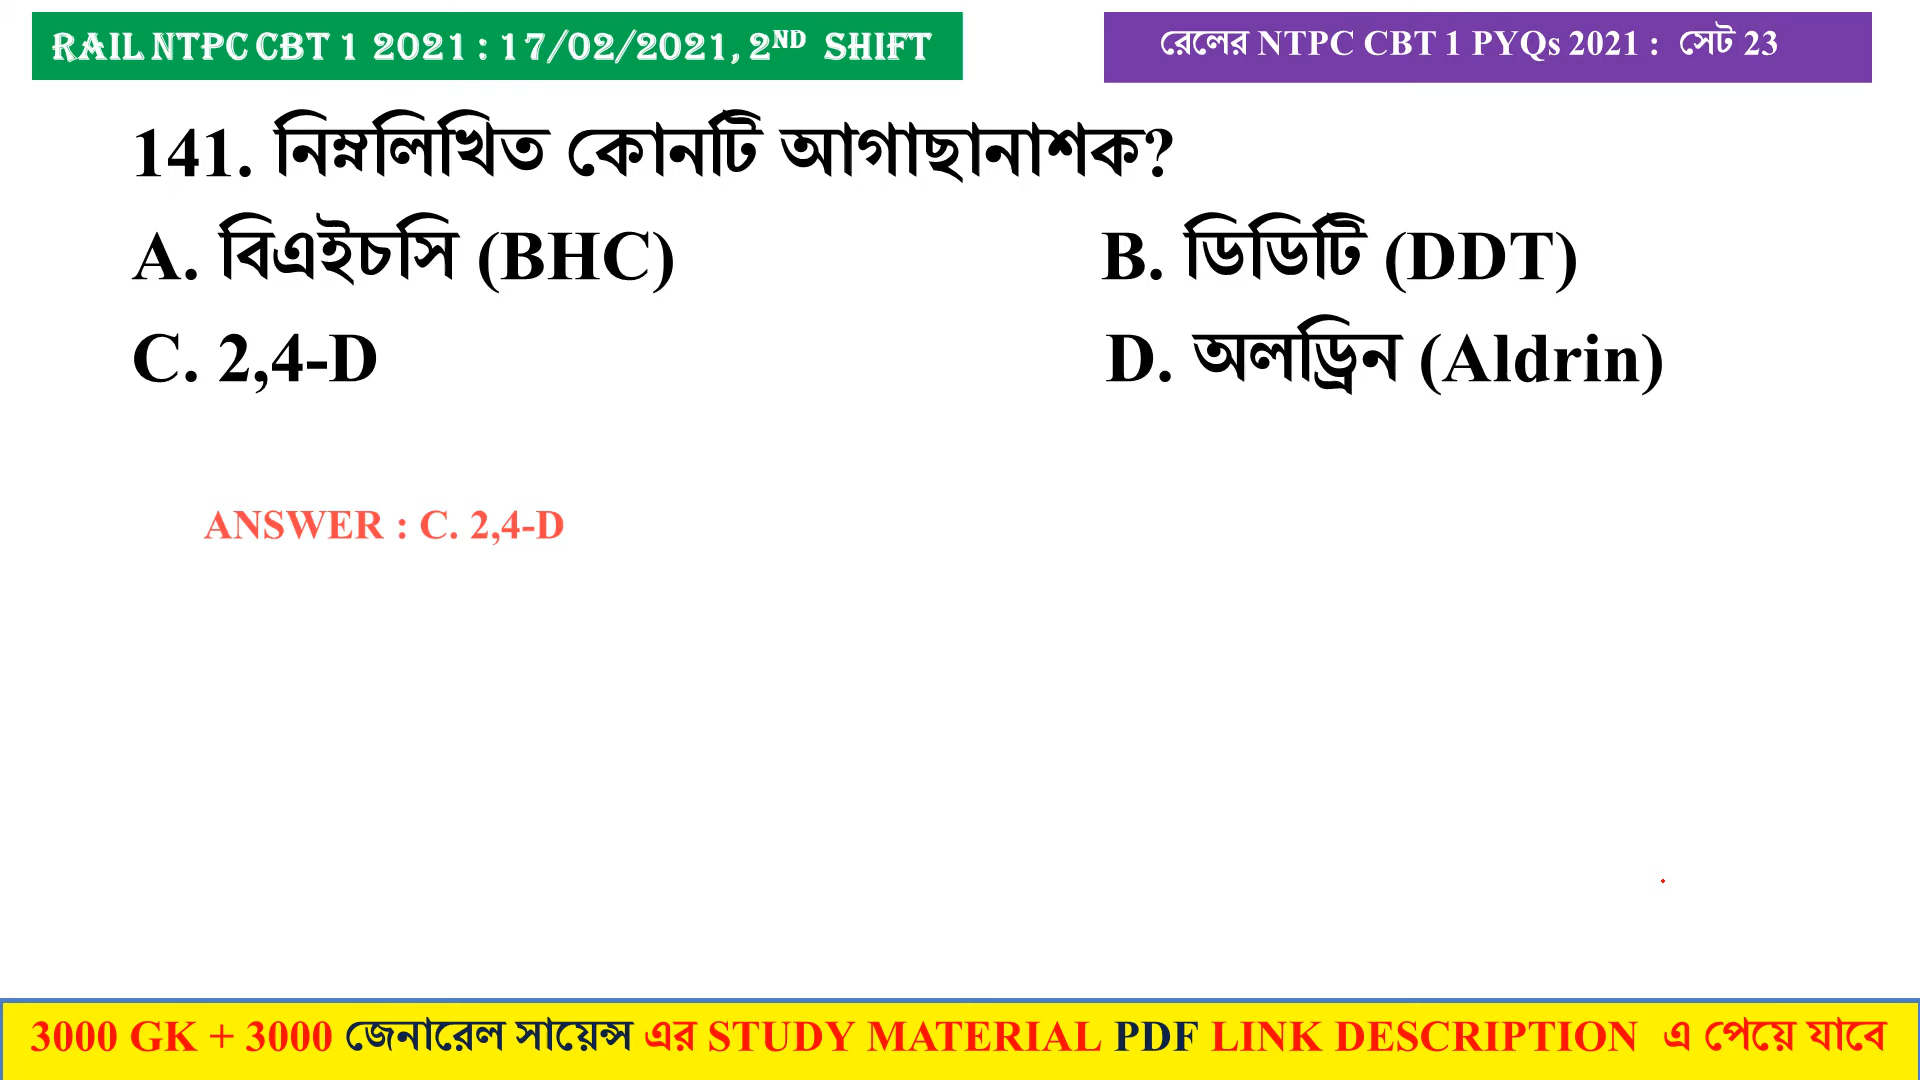 RAIL NTPC CBT 1 2021 : 17/02/2021, 2ND SHIFT
রেলের NTPC CBT 1 PYQs 2021 : সেট 23
141. নিম্নলিখিত কোনটি আগাছানাশক?
A. বিএইচসি (BHC)
B. ডিডিটি (DDT)
C. 2,4-D
D. অলড্রিন (Aldrin)
ANSWER : C. 2,4-D
3000 GK + 3000 জেনারেল সায়েন্স এর STUDY MATERIAL PDF LINK DESCRIPTION এ পেয়ে যাবে